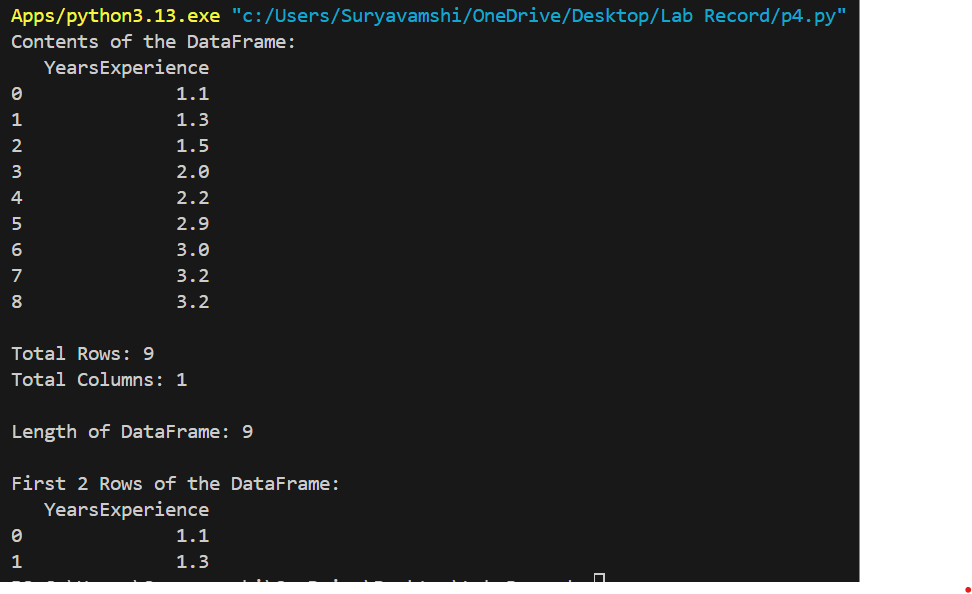 Apps/python3.13.exe "c:/Users/Suryavamshi/OneDrive/Desktop/Lab Record/p4.py"
Contents of the DataFrame:
   YearsExperience
0              1.1
1              1.3
2              1.5
3              2.0
4              2.2
5              2.9
6              3.0
7              3.2
8              3.2

Total Rows: 9
Total Columns: 1

Length of DataFrame: 9

First 2 Rows of the DataFrame:
   YearsExperience
0              1.1
1              1.3